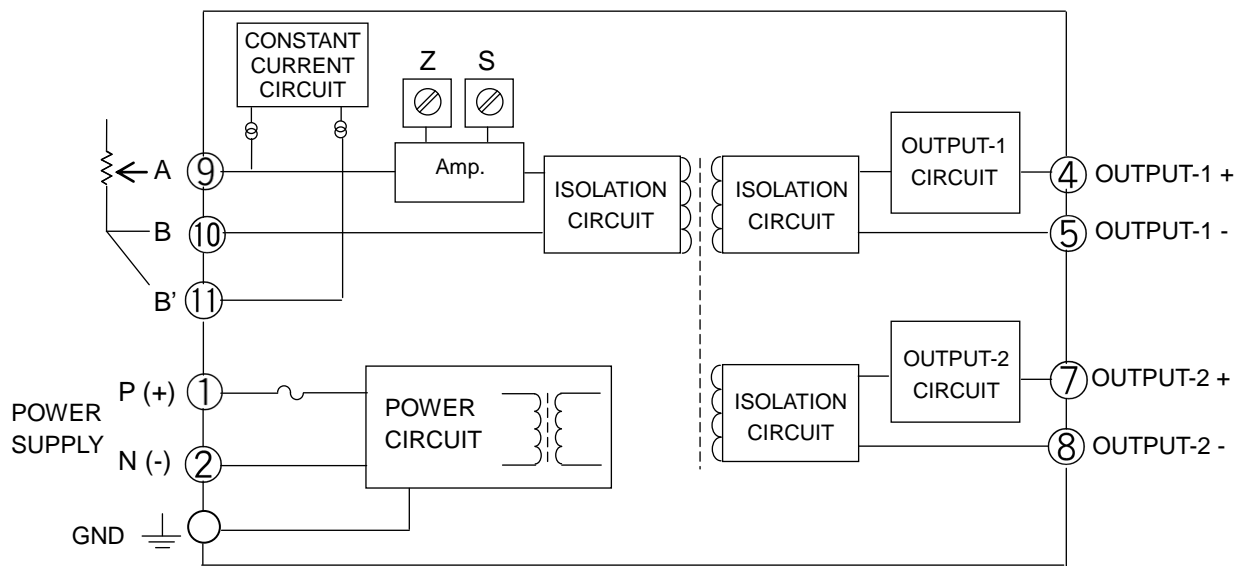 CONSTANT
CURRENT
CIRCUIT
Z S
A 9
Amp.
ISOLATION
CIRCUIT
ISOLATION
CIRCUIT
OUTPUT-1
CIRCUIT
4 OUTPUT-1 +
B 10
5 OUTPUT-1 -
B' 11
POWER
SUPPLY
P (+) 1
N (-) 2
POWER
CIRCUIT
ISOLATION
CIRCUIT
OUTPUT-2
CIRCUIT
7 OUTPUT-2 +
8 OUTPUT-2 -
GND